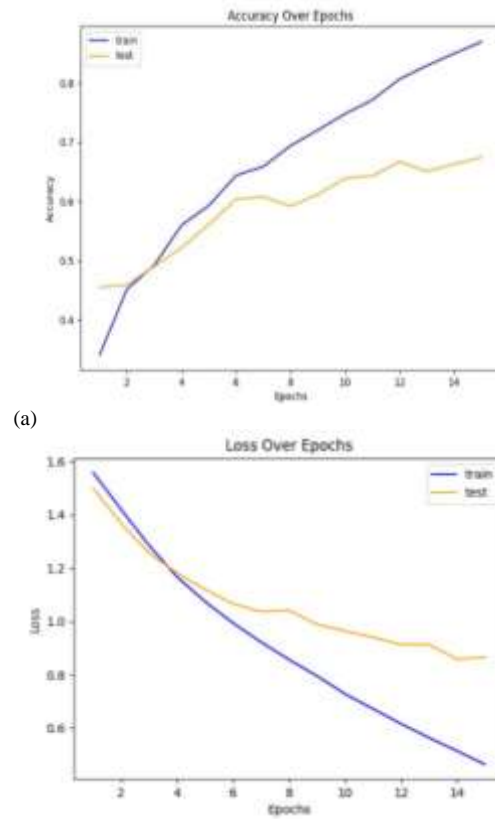 Accuracy Over Epochs
train
test
0.8
0.7
0.6
0.5
0.4
Accuracy
2 4 6 8 10 12 14
Epochs
(a)
Loss Over Epochs
train
test
1.6
1.4
1.2
1.0
0.8
0.6
Loss
2 4 6 8 10 12 14
Epochs